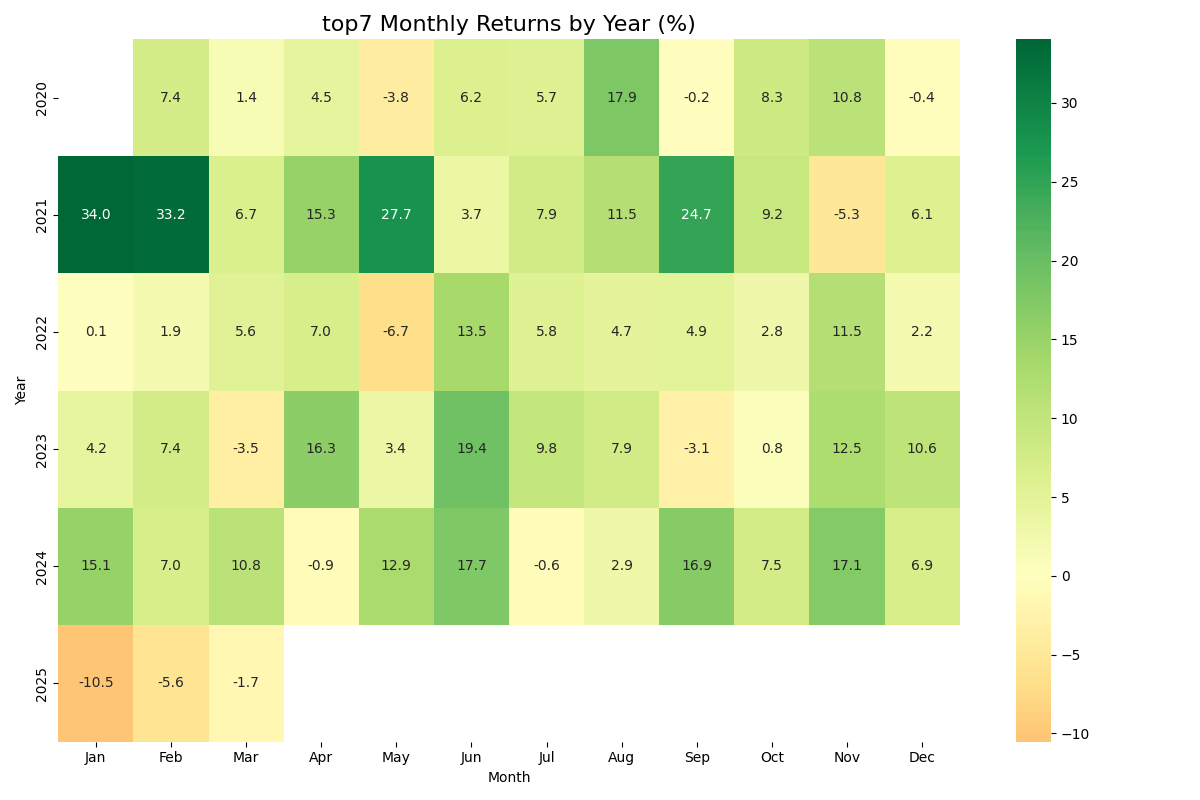 top7 Monthly Returns by Year (%)
2020 7.4 1.4 4.5 -3.8 6.2 5.7 17.9 -0.2 8.3 10.8 -0.4
2021 34.0 33.2 6.7 15.3 27.7 3.7 7.9 11.5 24.7 9.2 -5.3 6.1
2022 0.1 1.9 5.6 7.0 -6.7 13.5 5.8 4.7 4.9 2.8 11.5 2.2
2023 4.2 7.4 -3.5 16.3 3.4 19.4 9.8 7.9 -3.1 0.8 12.5 10.6
2024 15.1 7.0 10.8 -0.9 12.9 17.7 -0.6 2.9 16.9 7.5 17.1 6.9
2025 -10.5 -5.6 -1.7
Year
Jan Feb Mar Apr May Jun Jul Aug Sep Oct Nov Dec
Month
30
25
20
15
10
5
0
−5
−10